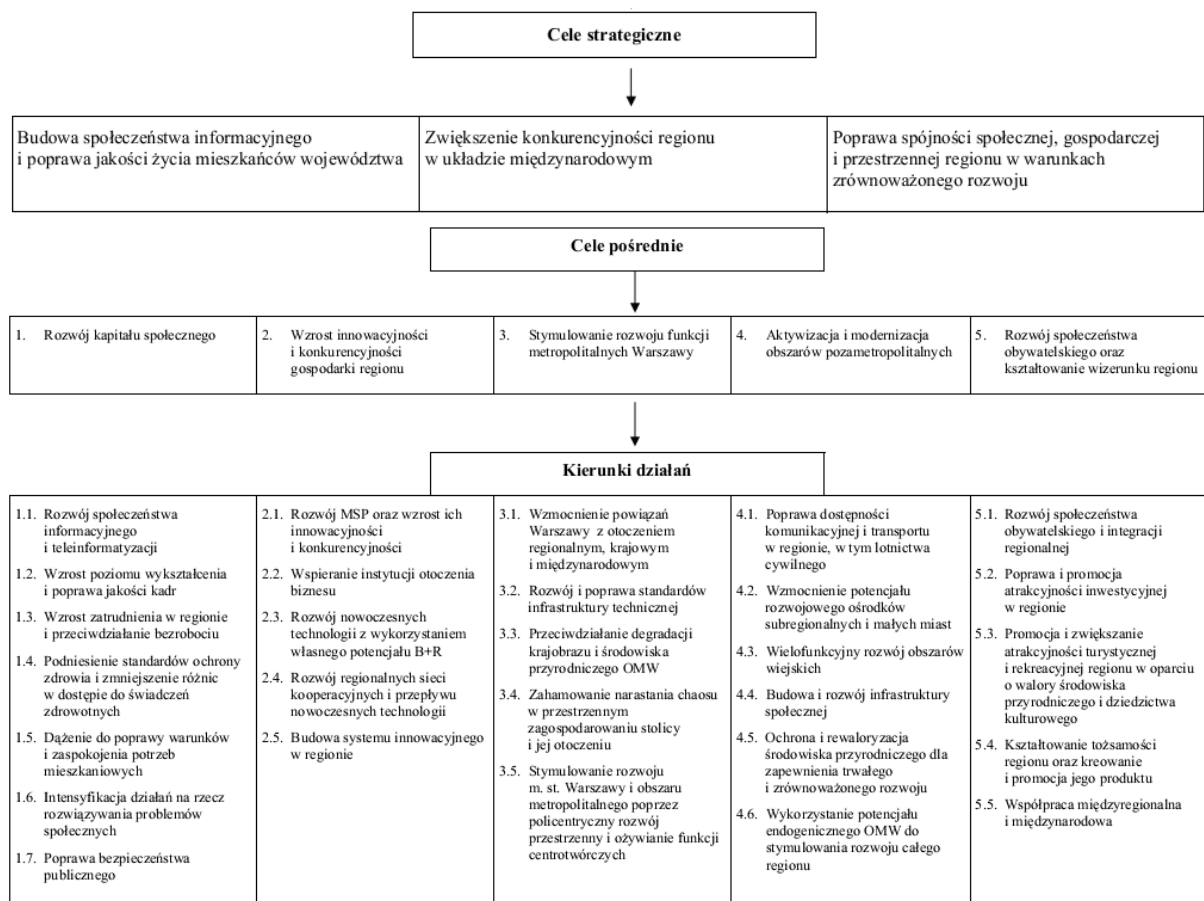 Cele strategiczne
Budowa społeczeństwa informacyjnego
i poprawa jakości życia mieszkańców województwa
Zwiększenie konkurencyjności regionu
w układzie międzynarodowym
Poprawa spójności społecznej, gospodarczej
i przestrzennej regionu w warunkach
zrównoważonego rozwoju
Cele pośrednie
1. Rozwój kapitału społecznego
2. Wzrost innowacyjności
i konkurencyjności
gospodarki regionu
3. Stymulowanie rozwoju funkcji
metropolitalnych Warszawy
4. Aktywizacja i modernizacja
obszarów pozametropolitalnych
5. Rozwój społeczeństwa
obywatelskiego oraz
kształtowanie wizerunku regionu
Kierunki działań
1.1. Rozwój społeczeństwa
informacyjnego
i teleinformatyzacji
1.2. Wzrost poziomu wykształcenia
i poprawa jakości kadr
1.3. Wzrost zatrudnienia w regionie
i przeciwdziałanie bezrobociu
1.4. Podniesienie standardów ochrony
zdrowia i zmniejszenie różnic
w dostępie do świadczeń
zdrowotnych
1.5. Dążenie do poprawy warunków
i zaspokojenia potrzeb
mieszkaniowych
1.6. Intensyfikacja działań na rzecz
rozwiązywania problemów
społecznych
1.7. Poprawa bezpieczeństwa
publicznego
2.1. Rozwój MSP oraz wzrost ich
innowacyjności
i konkurencyjności
2.2. Wspieranie instytucji otoczenia
biznesu
2.3. Rozwój nowoczesnych
technologii z wykorzystaniem
własnego potencjału B+R
2.4. Rozwój regionalnych sieci
kooperacyjnych i przepływu
nowoczesnych technologii
2.5. Budowa systemu innowacyjnego
w regionie
3.1. Wzmocnienie powiązań
Warszawy z otoczeniem
regionalnym, krajowym
i międzynarodowym
3.2. Rozwój i poprawa standardów
infrastruktury technicznej
3.3. Przeciwdziałanie degradacji
krajobrazu i środowiska
przyrodniczego OMW
3.4. Zahamowanie narastania chaosu
w przestrzennym
zagospodarowaniu stolicy
i jej otoczeniu
3.5. Stymulowanie rozwoju
m. st. Warszawy i obszaru
metropolitalnego poprzez
policentryczny rozwój
przestrzenny i ożywianie funkcji
centrotwórczych
4.1. Poprawa dostępności
komunikacyjnej i transportu
w regionie, w tym lotnictwa
cywilnego
4.2. Wzmocnienie potencjału
rozwojowego ośrodków
subregionalnych i małych miast
4.3. Wielofunkcyjny rozwój obszarów
wiejskich
4.4. Budowa i rozwój infrastruktury
społecznej
4.5. Ochrona i rewaloryzacja
środowiska przyrodniczego dla
zapewnienia trwałego
i zrównoważonego rozwoju
4.6. Wykorzystanie potencjału
endogenicznego OMW do
stymulowania rozwoju całego
regionu
5.1. Rozwój społeczeństwa
obywatelskiego i integracji
regionalnej
5.2. Poprawa i promocja
atrakcyjności inwestycyjnej
w regionie
5.3. Promocja i zwiększanie
atrakcyjności turystycznej
i rekreacyjnej regionu w oparciu
o walory środowiska
przyrodniczego i dziedzictwa
kulturowego
5.4. Kształtowanie tożsamości
regionu oraz kreowanie
i promocja jego produktu
5.5. Współpraca międzyregionalna
i międzynarodowa